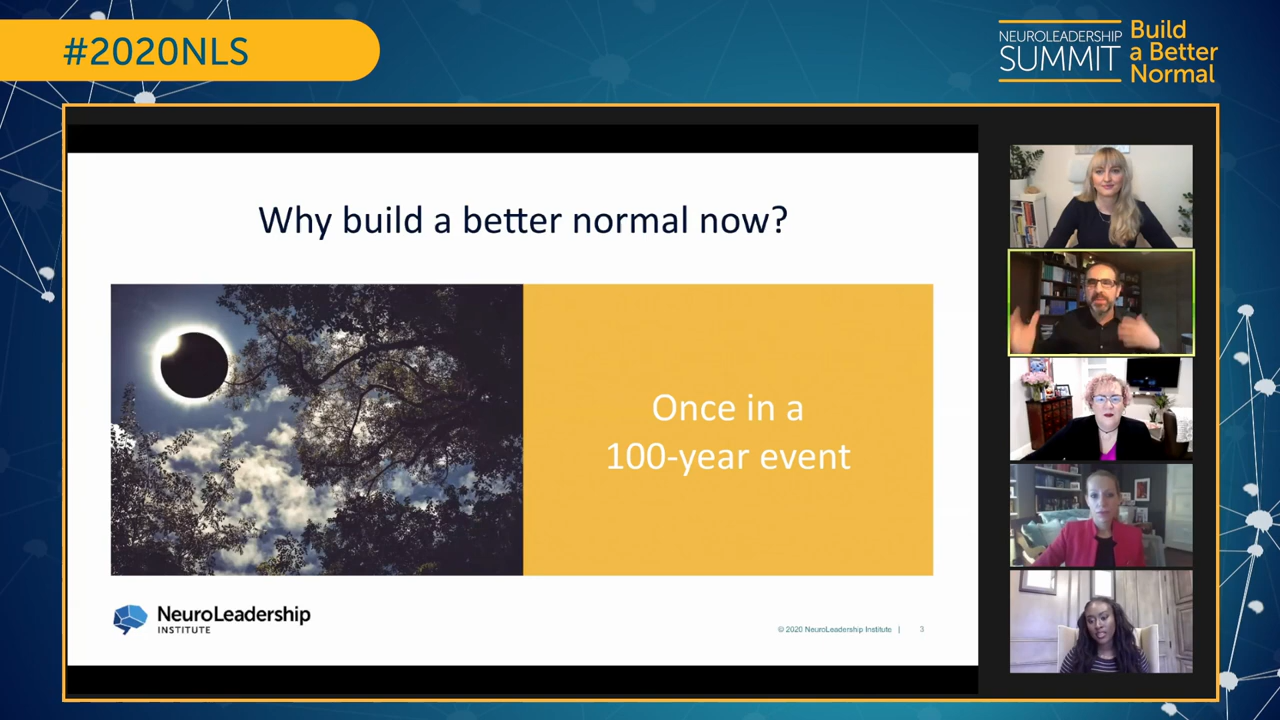 #2020NLS
NEUROLEADERSHIP
SUMMIT
Build
a Better
Normal
Why build a better normal now?
Once in a
100-year event
NeuroLeadership
INSTITUTE
© 2020 NeuroLeadership Institute | 3